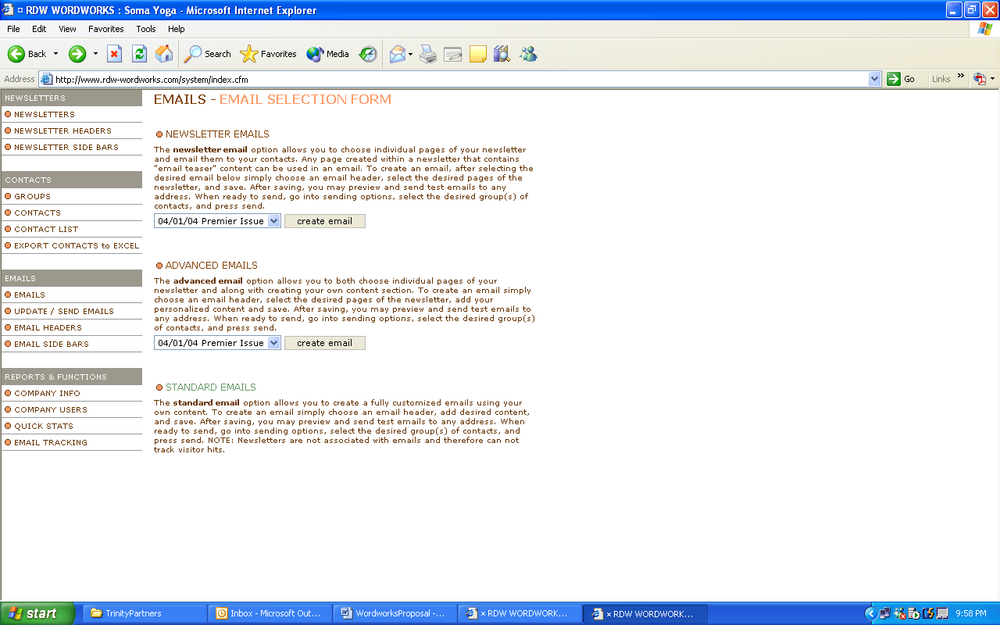 ¤ RDW WORDWORKS : Soma Yoga - Microsoft Internet Explorer
File Edit View Favorites Tools Help
Back Search Favorites Media
Address http://www.rdw-wordworks.com/system/index.cfm Go Links »
NEWSLETTERS
NEWSLETTERS
NEWSLETTER HEADERS
NEWSLETTER SIDE BARS
CONTACTS
GROUPS
CONTACTS
CONTACT LIST
EXPORT CONTACTS to EXCEL
EMAILS
EMAILS
UPDATE / SEND EMAILS
EMAIL HEADERS
EMAIL SIDE BARS
REPORTS & FUNCTIONS
COMPANY INFO
COMPANY USERS
QUICK STATS
EMAIL TRACKING
EMAILS - EMAIL SELECTION FORM
NEWSLETTER EMAILS
The newsletter email option allows you to choose individual pages of your newsletter
and email them to your contacts. Any page created within a newsletter that contains
"email teaser" content can be used in an email. To create an email, after selecting the
desired email below simply choose an email header, select the desired pages of the
newsletter, and save. After saving, you may preview and send test emails to any
address. When ready to send, go into sending options, select the desired group(s) of
contacts, and press send.
04/01/04 Premier Issue create email
ADVANCED EMAILS
The advanced email option allows you to both choose individual pages of your
newsletter and along with creating your own content section. To create an email simply
choose an email header, select the desired pages of the newsletter, add your
personalized content and save. After saving, you may preview and send test emails to
any address. When ready to send, go into sending options, select the desired group(s)
of contacts, and press send.
04/01/04 Premier Issue create email
STANDARD EMAILS
The standard email option allows you to create a fully customized emails using your
own content. To create an email simply choose an email header, add desired content,
and save. After saving, you may preview and send test emails to any address. When
ready to send, go into sending options, select the desired group(s) of contacts, and
press send. NOTE: Newsletters are not associated with emails and therefore can not
track visitor hits.
start TrinityPartners Inbox - Microsoft Out... WordworksProposal -... × RDW WORDWORK... × RDW WORDWORK... 9:58 PM